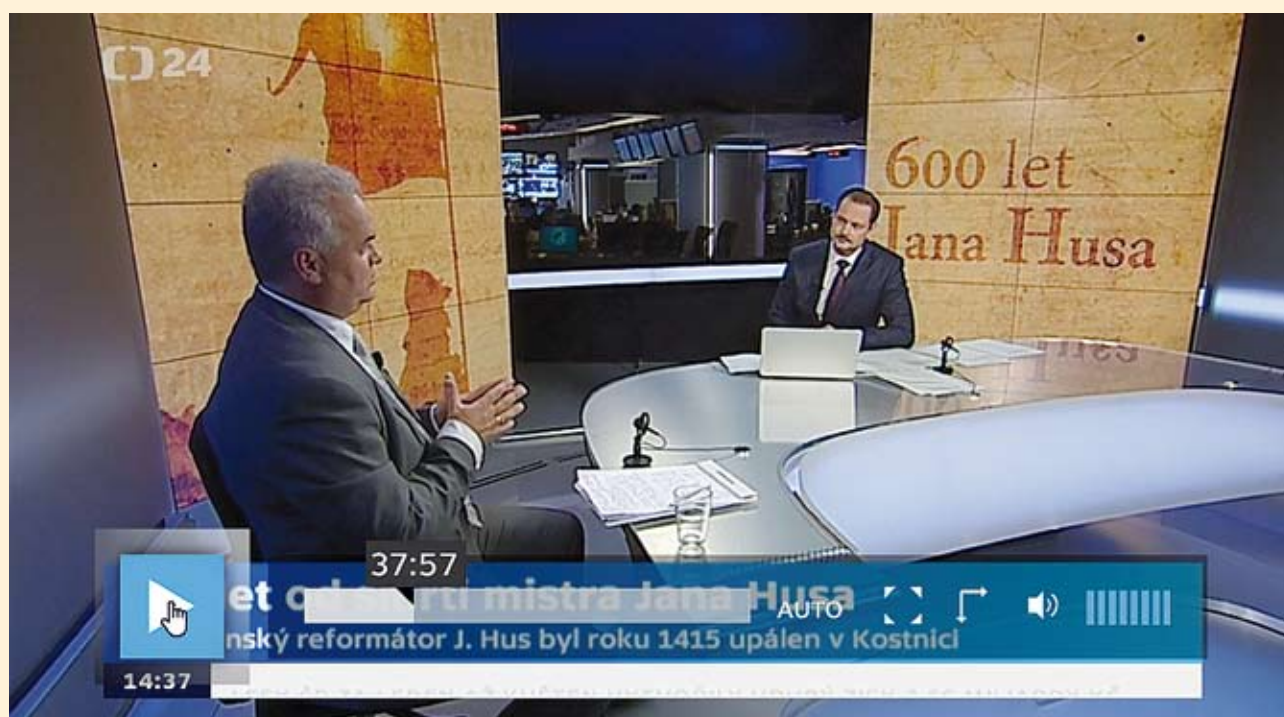 24
600 let
Jana Husa
37:57
et od smrti mistra Jana Husa
AUTO
nský reformátor J. Hus byl roku 1415 upálen v Kostnici
14:37